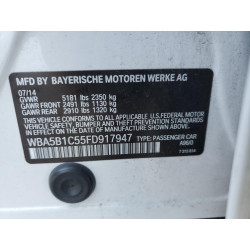 MFD BY BAYERISCHE MOTOREN WERKE AG
07/14
GVWR 5181 lbs 2350 kg
GAWR FRONT 2491 lbs 1130 kg
GAWR REAR 2910 lbs 1320 kg
THIS VEHICLE CONFORMS TO ALL APPLICABLE U.S. FEDERAL MOTOR
VEHICLE SAFETY, BUMPER, AND THEFT PREVENTION STANDARDS
IN EFFECT ON THE DATE OF MANUFACTURE SHOWN ABOVE.
WBA5B1C55FD917947
TYPE: PASSENGER CAR